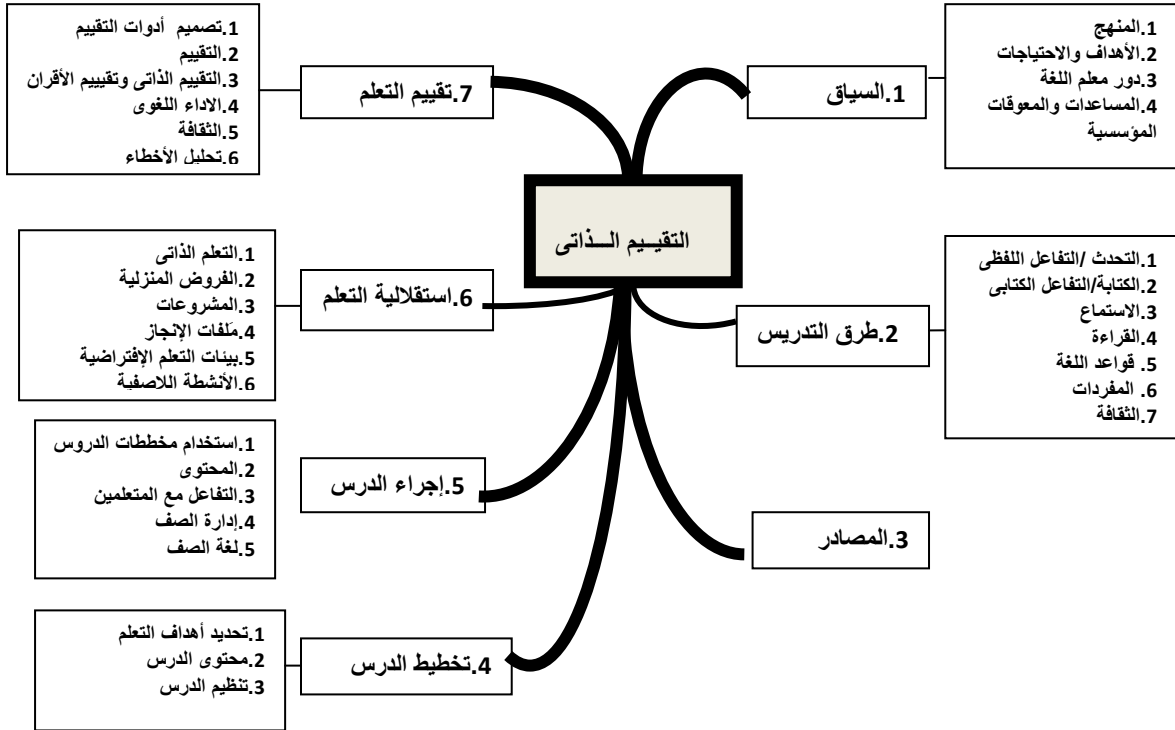 التقيــيم الــذاتى
1.السياق
1.المنهج
2.الأهداف والاحتياجات
3.دور معلم اللغة
4.المساعدات والمعوقات
المؤسسية
2.طرق التدريس
1.التحدث /التفاعل اللفظى
2.الكتابة/التفاعل الكتابى
3.الاستماع
4.القراءة
5. قواعد اللغة
6. المفردات
7.الثقافة
3.المصادر
4.تخطيط الدرس
1.تحديد أهداف التعلم
2.محتوى الدرس
3.تنظيم الدرس
5.إجراء الدرس
1.استخدام مخططات الدروس
2.المحتوى
3.التفاعل مع المتعلمين
4.إدارة الصف
5.لغة الصف
6.استقلالية التعلم
1.التعلم الذاتى
2.الفروض المنزلية
3.المشروعات
4.ملفات الإنجاز
5.بيئات التعلم الإفتراضية
6.الأنشطة اللاصفية
7.تقييم التعلم
1.تصميم أدوات التقييم
2.التقييم
3.التقييم الذاتى وتقيييم الأقران
4.الاداء اللغوى
5.الثقافة
6.تحليل الأخطاء